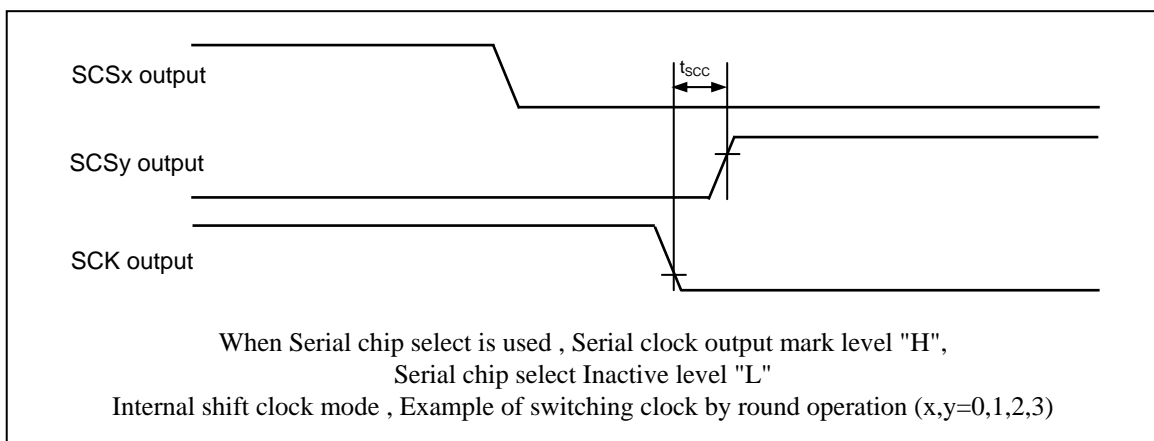 SCSx output
tSCC
SCSy output
SCK output
When Serial chip select is used , Serial clock output mark level "H",
Serial chip select Inactive level "L"
Internal shift clock mode , Example of switching clock by round operation (x,y=0,1,2,3)